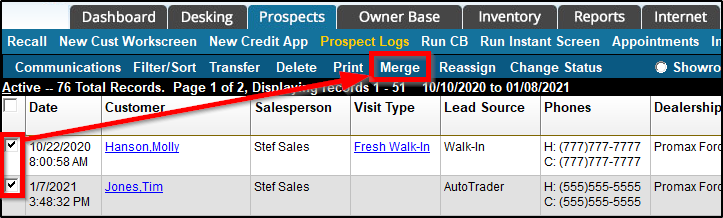 Dashboard Desking Prospects Owner Base Inventory Reports Internet
Recall New Cust Workscreen New Credit App Prospect Logs Run CB Run Instant Screen Appointments
Communications Filter/Sort Transfer Delete Print Merge Reassign Change Status Showro
Active -- 76 Total Records. Page 1 of 2, Displaying records 1 - 51 10/10/2020 to 01/08/2021
Date Customer Salesperson Visit Type Lead Source Phones Dealership
10/22/2020 Hanson,Molly Stef Sales Fresh Walk-In Walk-In H: (777)777-7777 Promax Ford
8:00:58 AM C: (777)777-7777
1/7/2021 Jones,Tim Stef Sales AutoTrader H: (555)555-5555 Promax Ford
3:48:32 PM C: (555)555-5555